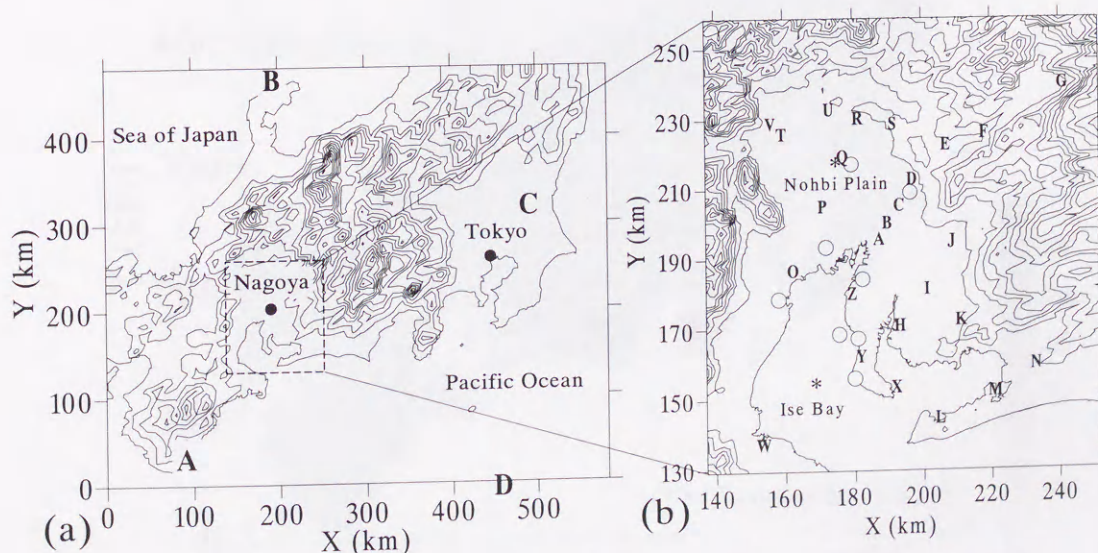 B
Sea of Japan
400
300
200
100
0
Y (km)
C
Tokyo
Nagoya
Pacific Ocean
A
D
0 100 200 300 400 500
X (km)
(a)
250
230
210
190
170
150
130
Y (km)
G
U R S
V T
F
E
* Q
Nohbi Plain
D
P
C
B
A
J
O
Z
I
H
K
Y
N
*
X
M
Ise Bay
L
W
140 160 180 200 220 240
X (km)
(b)